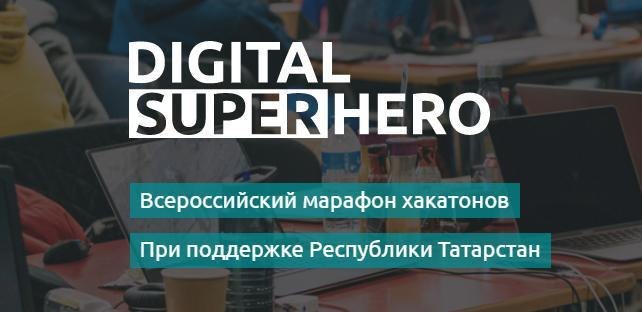 DIGITAL
SUPERHERO
Всероссийский марафон хакатонов
При поддержке Республики Татарстан